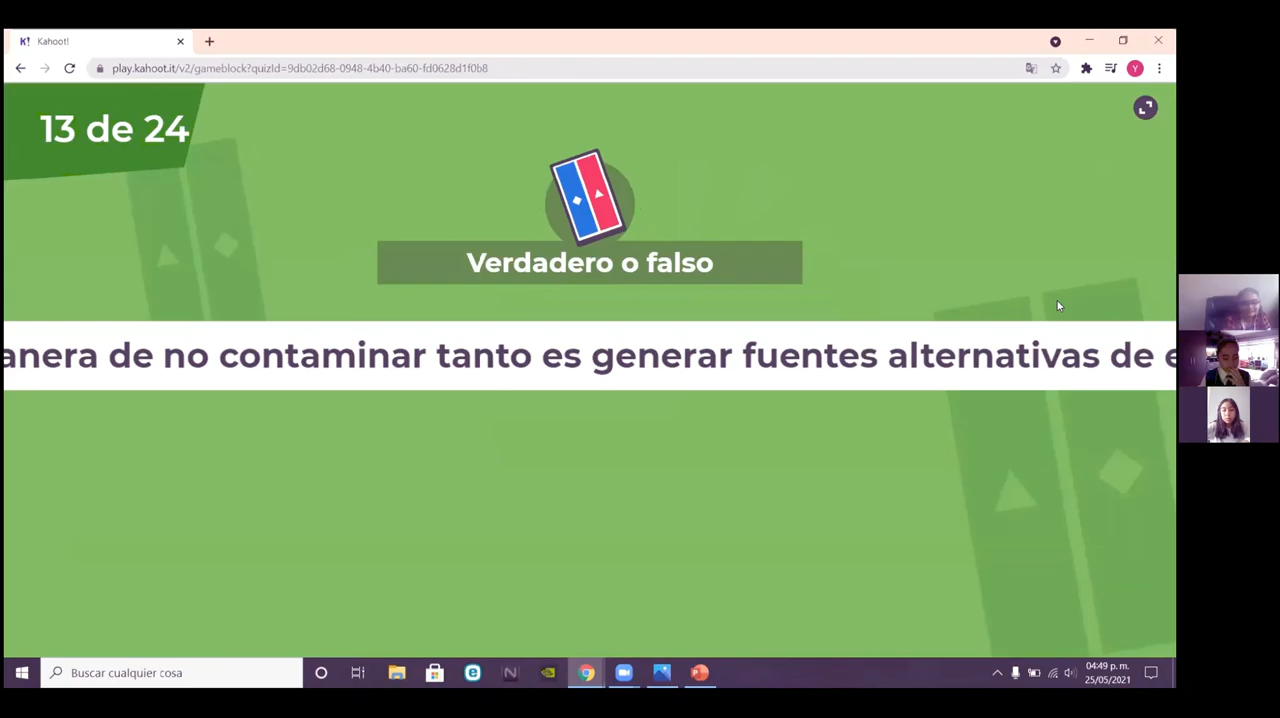 K! Kahoot!
play.kahoot.it/v2/gameblock?quizId=9db02d68-0948-4b40-ba60-fd0628d1f0b8
Y
13 de 24
Verdadero o falso
anera de no contaminar tanto es generar fuentes alternativas de e
Buscar cualquier cosa
04:49 p. m.
25/05/2021